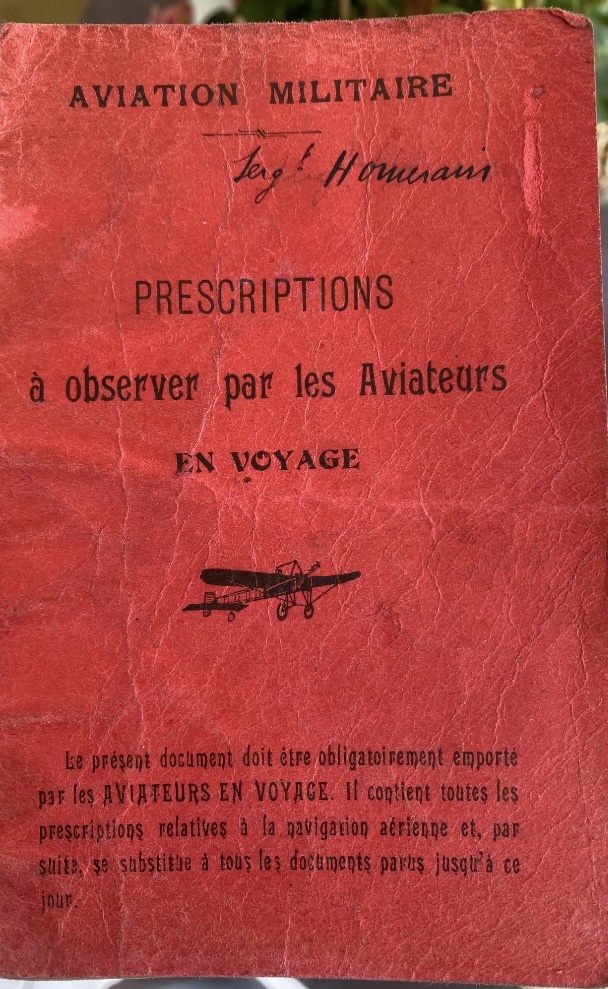 AVIATION MILITAIRE
Sergt Homerain
PRESCRIPTIONS
à observer par les Aviateurs
EN VOYAGE
Le présent document doit être obligatoirement emporté
par les AVIATEURS EN VOYAGE. Il contient toutes les
prescriptions relatives à la navigation aérienne et, par
suite, se substitue à tous les documents parus jusqu'à ce
jour.